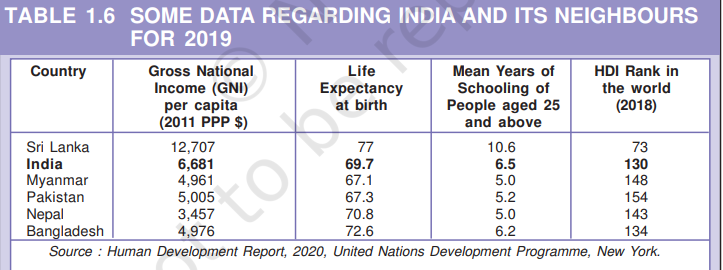 TABLE 1.6 SOME DATA REGARDING INDIA AND ITS NEIGHBOURS
FOR 2019
Country Gross National Life Mean Years of HDI Rank in
Income (GNI) Expectancy Schooling of the world
per capita at birth People aged 25 (2018)
(2011 PPP $) and above
Sri Lanka 12,707 77 10.6 73
India 6,681 69.7 6.5 130
Myanmar 4,961 67.1 5.0 148
Pakistan 5,005 67.3 5.2 154
Nepal 3,457 70.8 5.0 143
Bangladesh 4,976 72.6 6.2 134
Source : Human Development Report, 2020, United Nations Development Programme, New York.